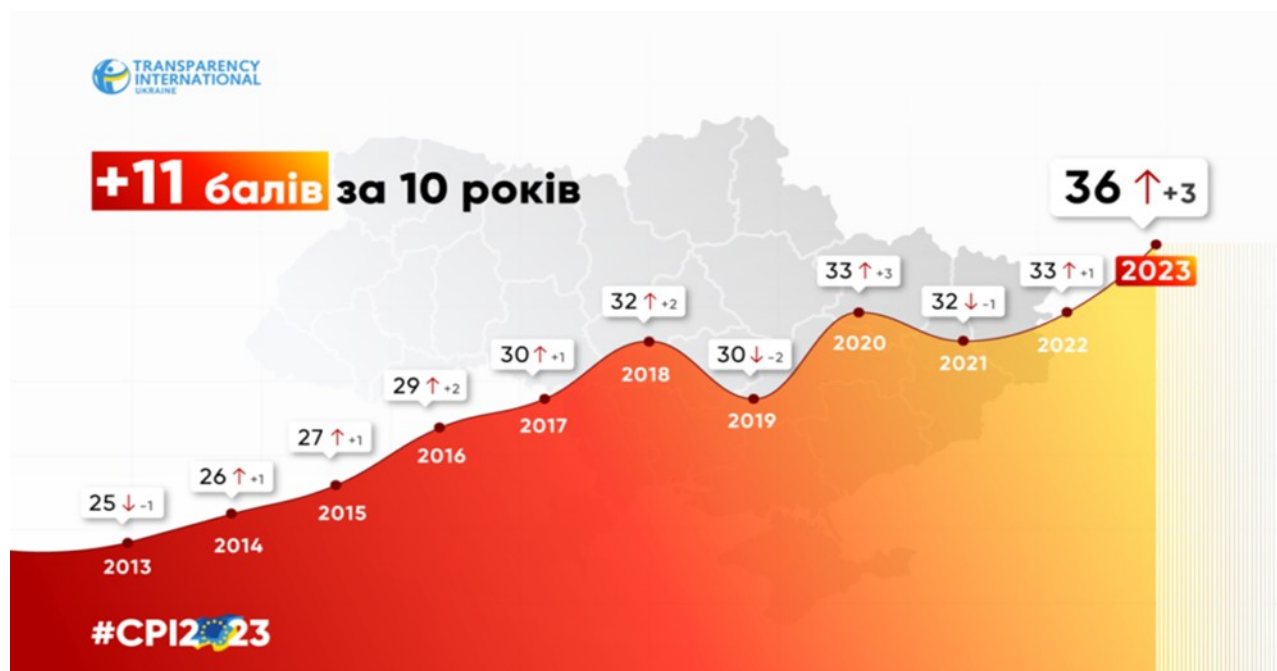 TRANSPARENCY
INTERNATIONAL
UKRAINE
+11 балів за 10 років
36 ↑ +3
2023
33 ↑ +3
2020
32 ↓ -1
2021
33 ↑ +1
2022
32 ↑ +2
2018
30 ↓ -2
2019
30 ↑ +1
2017
29 ↑ +2
2016
27 ↑ +1
2015
26 ↑ +1
2014
25 ↓ -1
2013
#CPI2023